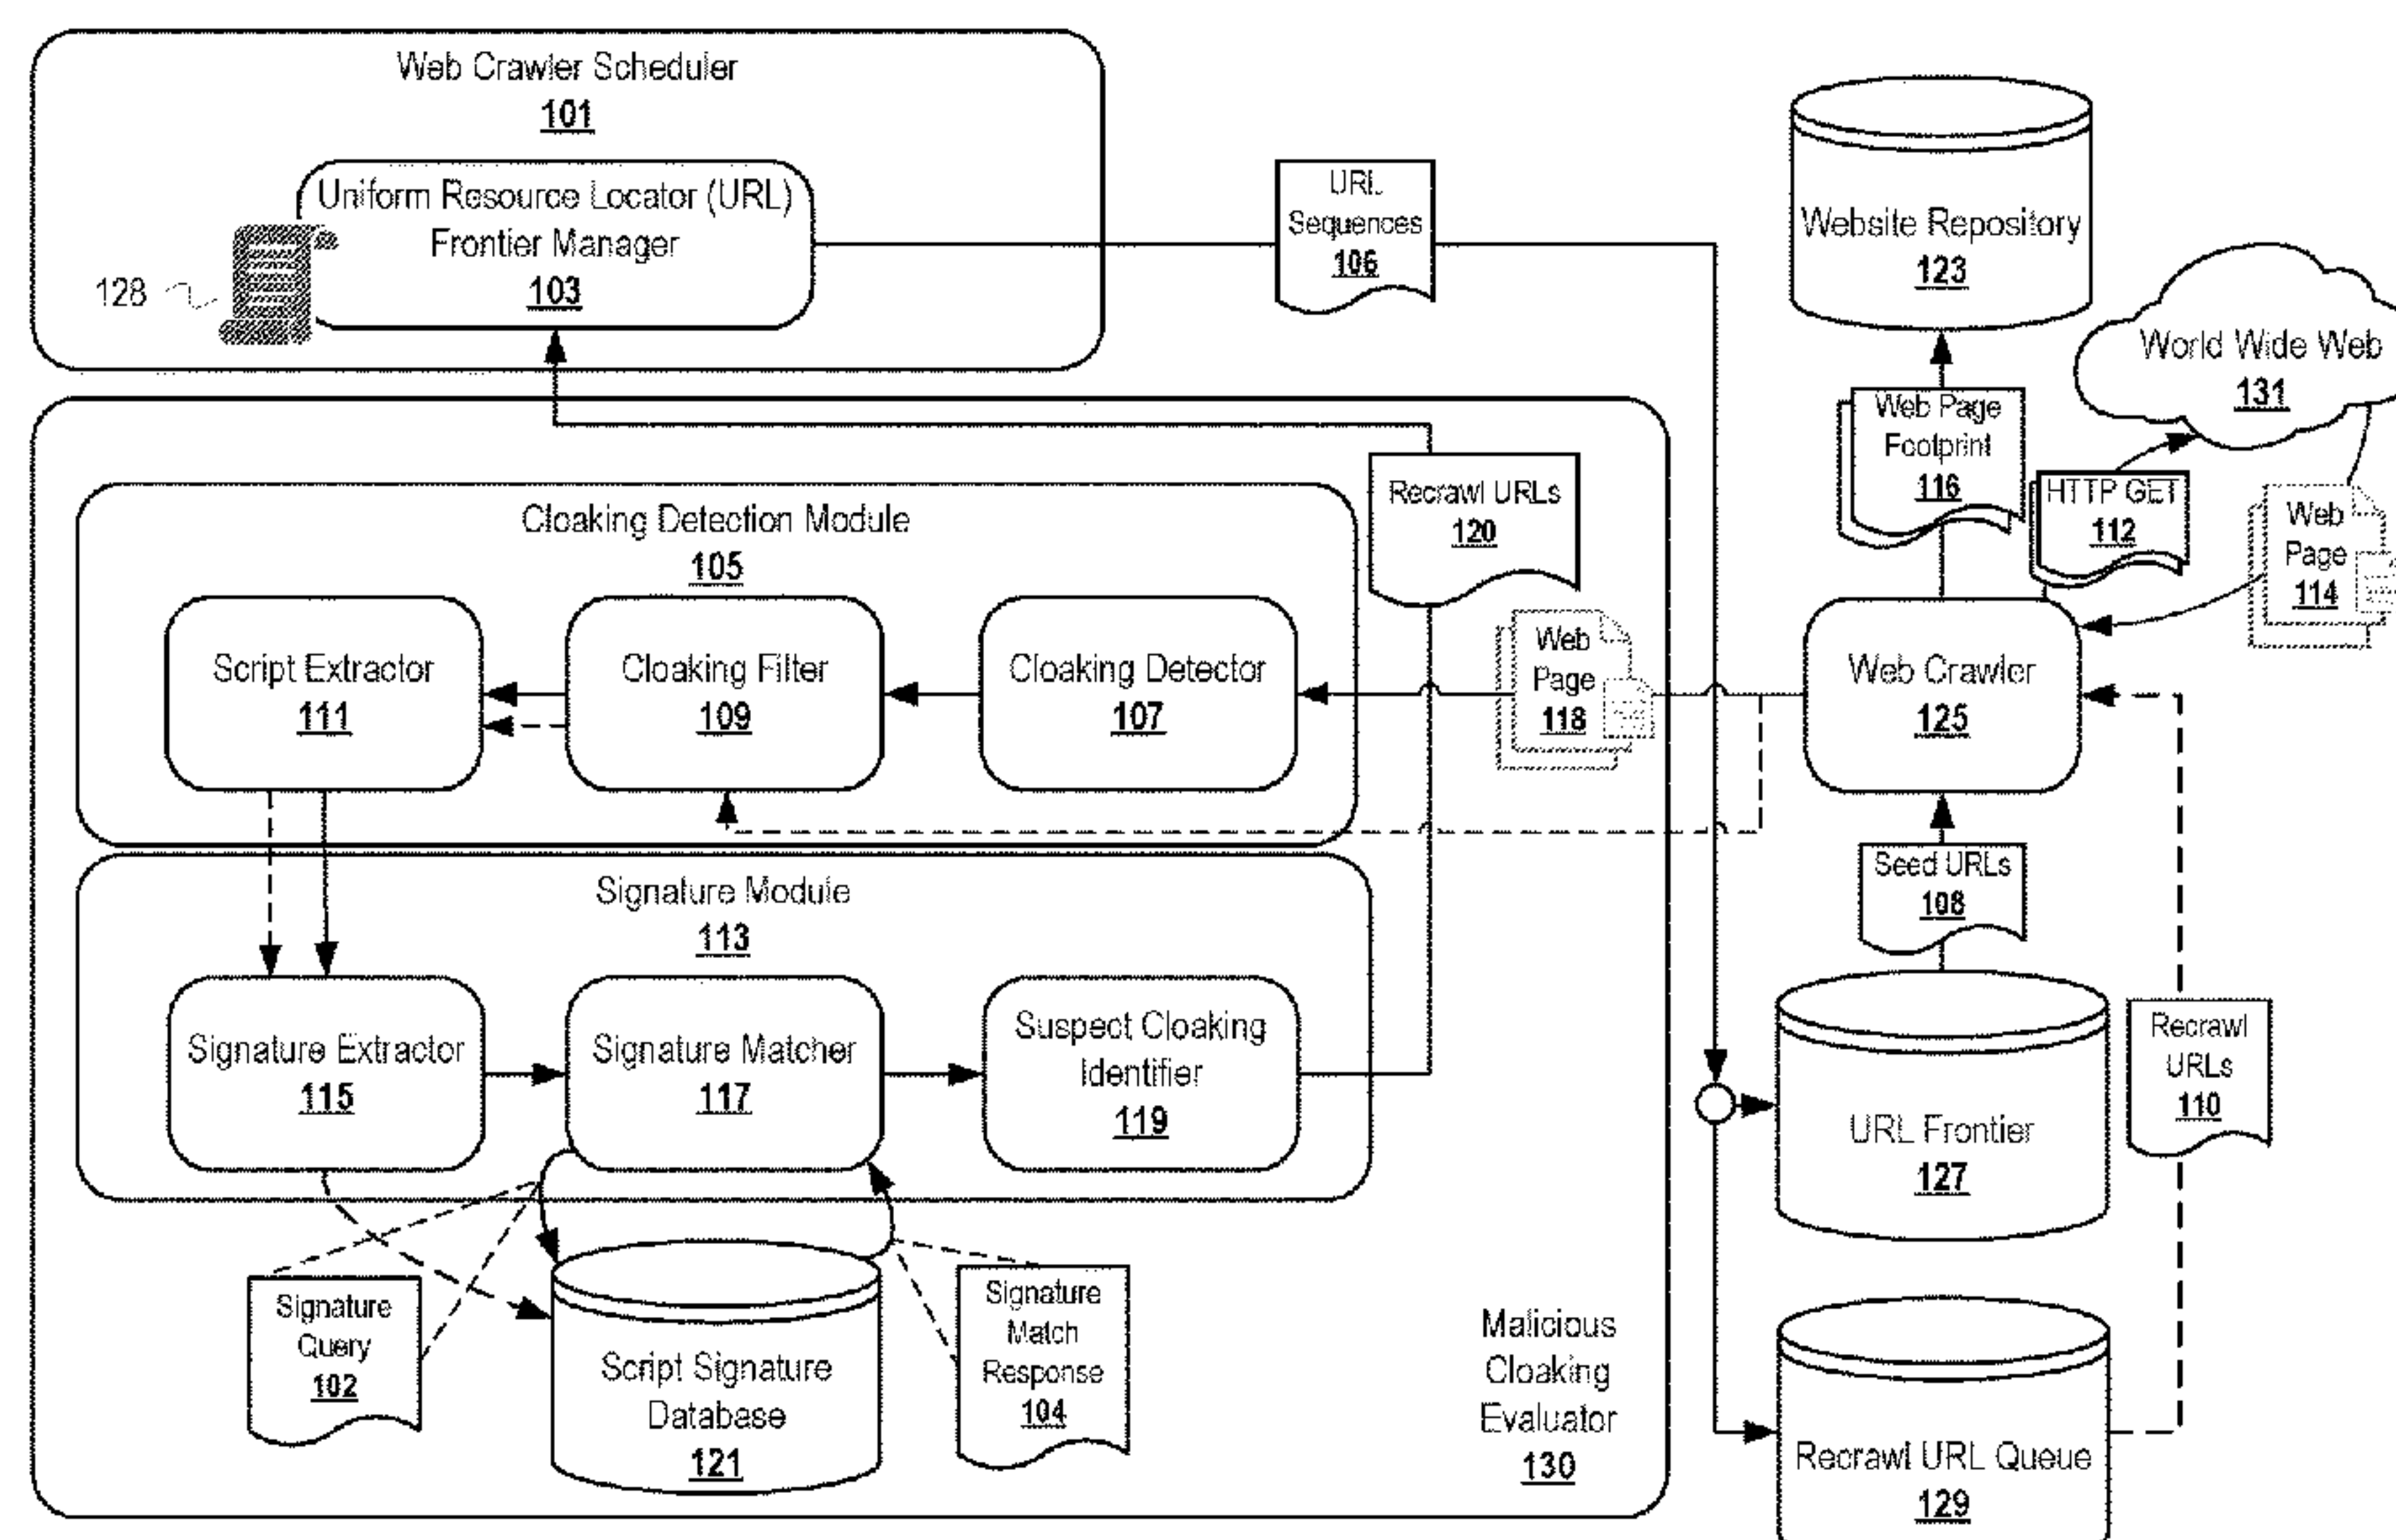 Web Crawler Scheduler
101
Uniform Resource Locator (URL)
Frontier Manager
103
128
URL
Sequences
106
Website Repository
123
World Wide Web
131
Web Page
Footprint
116
HTTP GET
112
Web
Page
114
Recrawl URLs
120
Cloaking Detection Module
105
Script Extractor
111
Cloaking Filter
109
Cloaking Detector
107
Web
Page
118
Web Crawler
125
Seed URLs
108
Signature Module
113
Signature Extractor
115
Signature Matcher
117
Suspect Cloaking
Identifier
119
URL Frontier
127
Recrawl
URLs
110
Signature
Query
102
Script Signature
Database
121
Signature
Match
Response
104
Malicious
Cloaking
Evaluator
130
Recrawl URL Queue
129